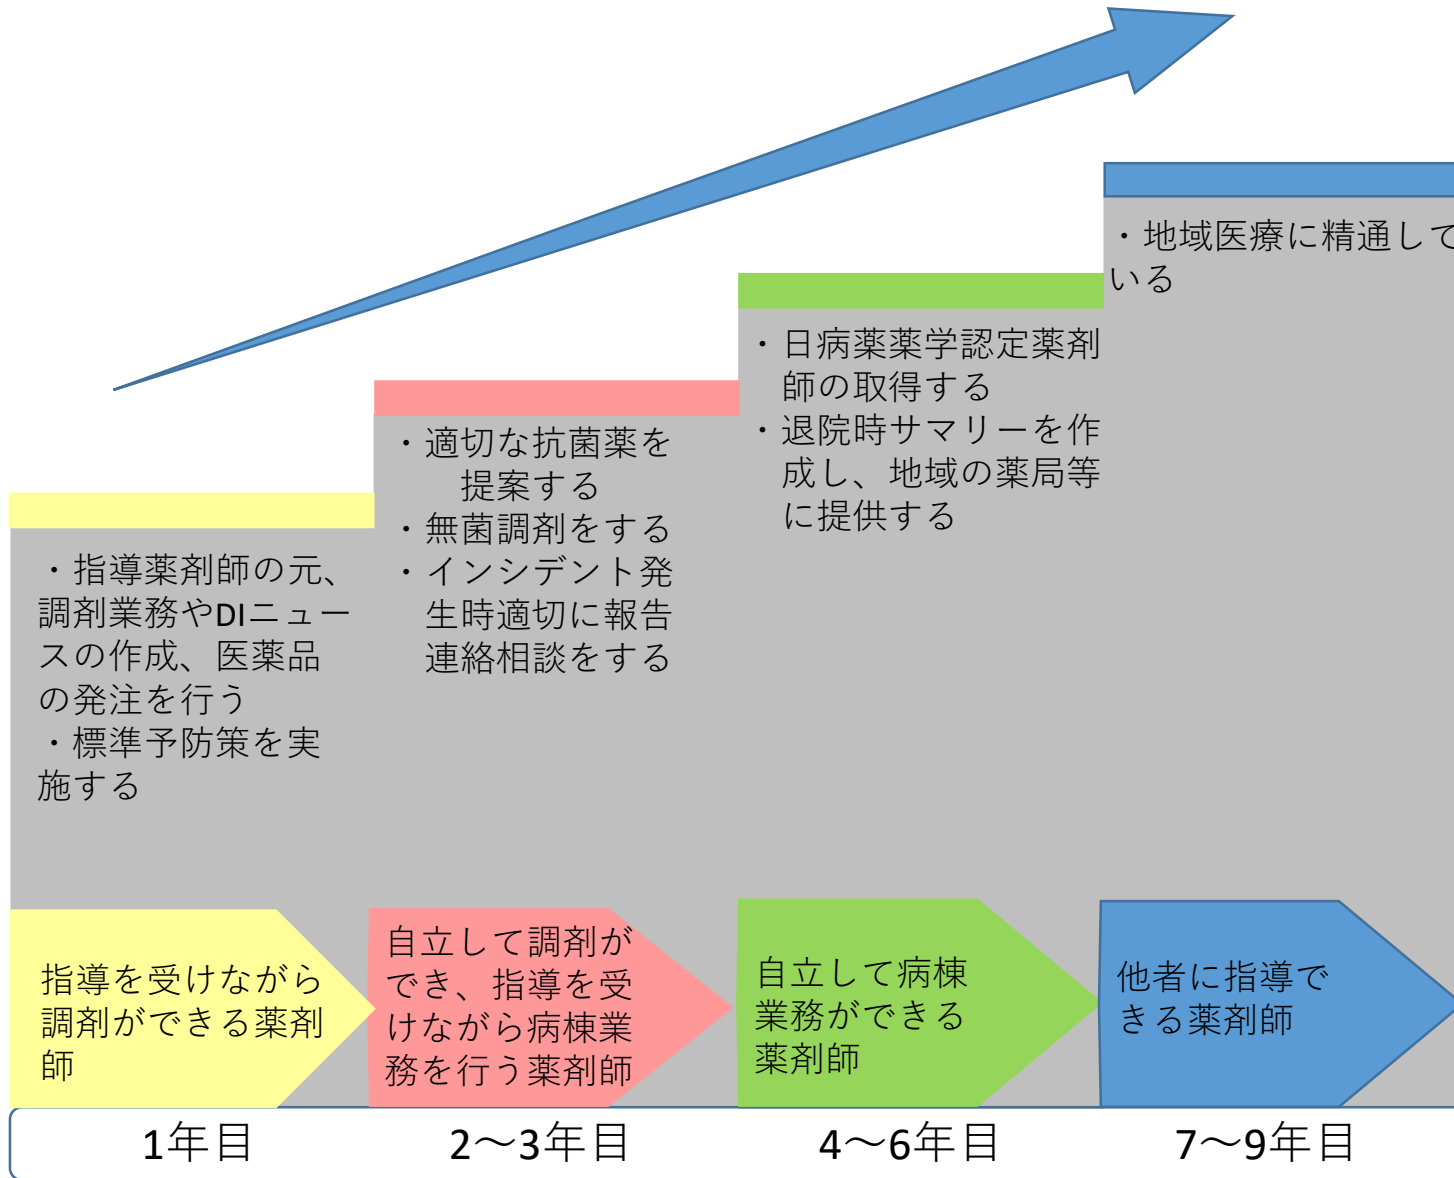 ・地域医療に精通して
いる
・日病薬薬学認定薬剤
師の取得する
・退院時サマリーを作
成し、地域の薬局等
に提供する
・適切な抗菌薬を
提案する
・無菌調剤をする
・インシデント発
生時適切に報告
連絡相談をする
・指導薬剤師の元、
調剤業務やDIニュー
スの作成、医薬品
の発注を行う
・標準予防策を実
施する
指導を受けながら
調剤ができる薬剤
師
自立して調剤が
でき、指導を受
けながら病棟業
務を行う薬剤師
自立して病棟
業務ができる
薬剤師
他者に指導で
きる薬剤師
1年目
2～3年目
4～6年目
7～9年目